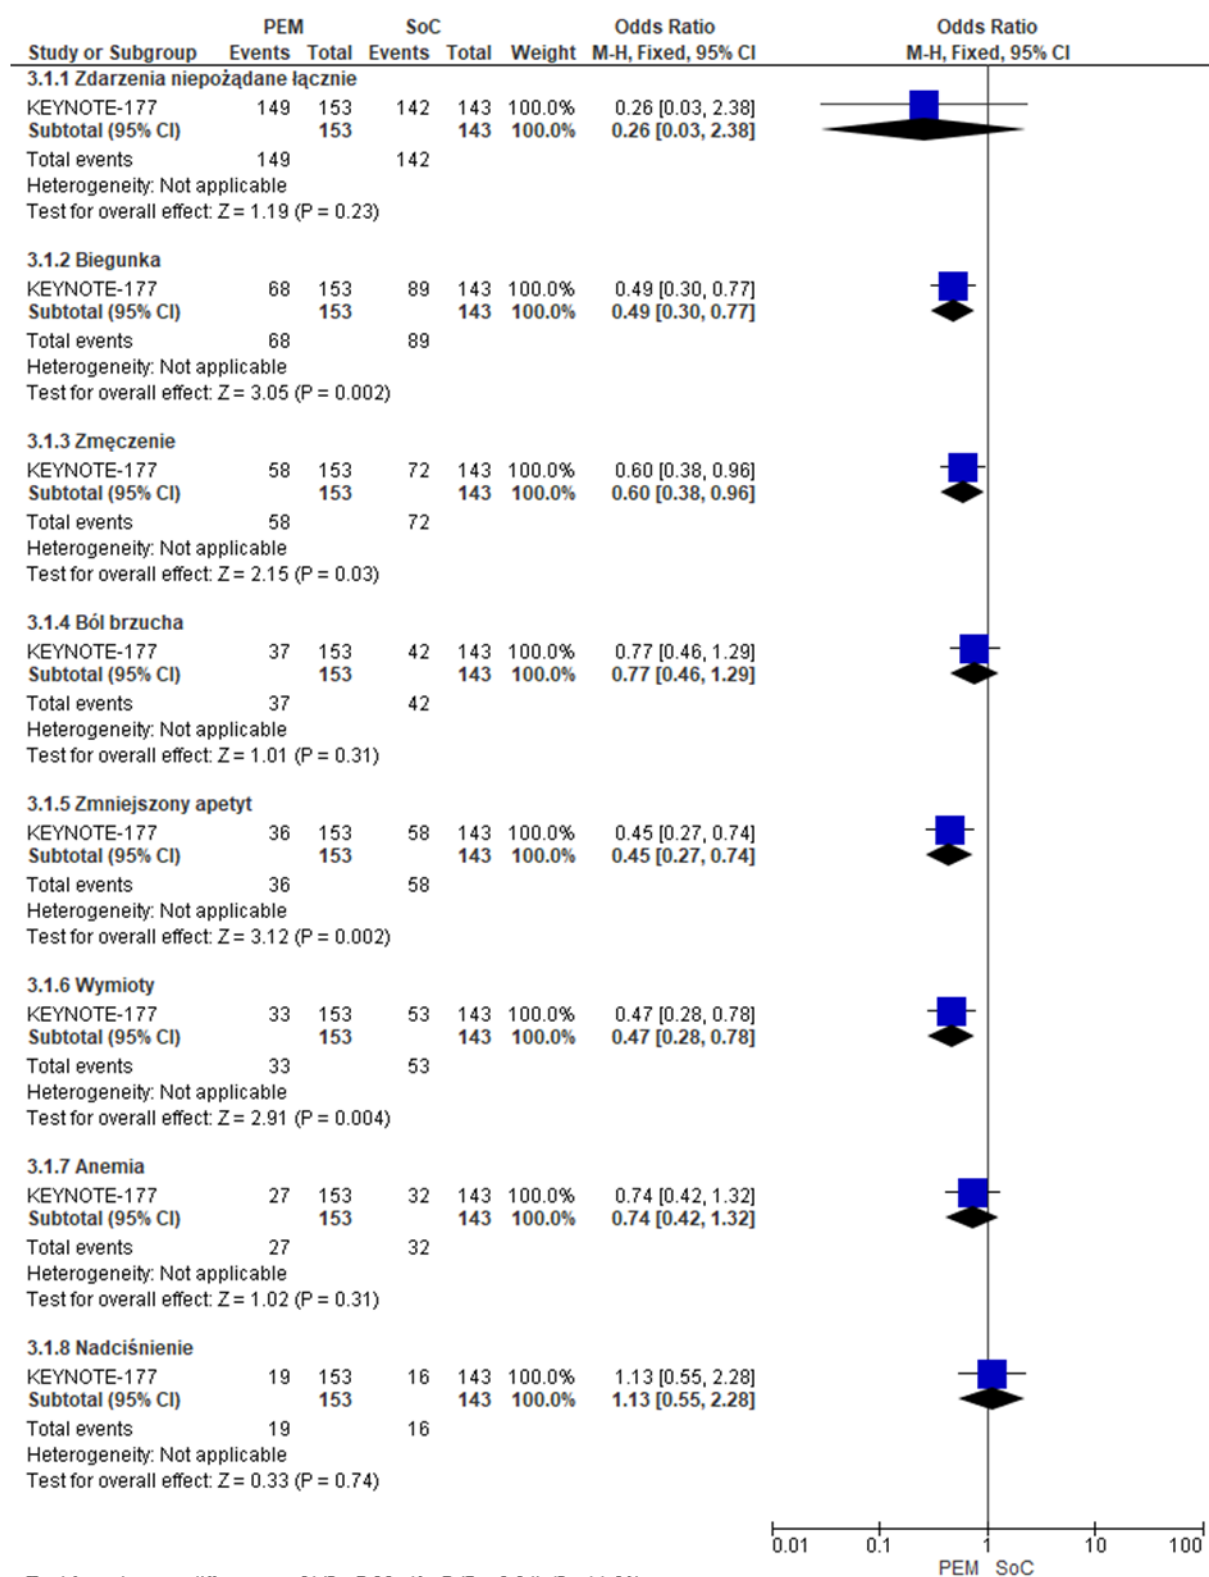 PEM SoC Odds Ratio Odds Ratio
Study or Subgroup Events Total Events Total Weight M-H, Fixed, 95% CI M-H, Fixed, 95% CI
3.1.1 Zdarzenia niepożądane łącznie
KEYNOTE-177 149 153 142 143 100.0% 0.26 [0.03, 2.38]
Subtotal (95% CI) 153 143 100.0% 0.26 [0.03, 2.38]
Total events 149 142
Heterogeneity: Not applicable
Test for overall effect: Z = 1.19 (P = 0.23)
3.1.2 Biegunka
KEYNOTE-177 68 153 89 143 100.0% 0.49 [0.30, 0.77]
Subtotal (95% CI) 153 143 100.0% 0.49 [0.30, 0.77]
Total events 68 89
Heterogeneity: Not applicable
Test for overall effect: Z = 3.05 (P = 0.002)
3.1.3 Zmęczenie
KEYNOTE-177 58 153 72 143 100.0% 0.60 [0.38, 0.96]
Subtotal (95% CI) 153 143 100.0% 0.60 [0.38, 0.96]
Total events 58 72
Heterogeneity: Not applicable
Test for overall effect: Z = 2.15 (P = 0.03)
3.1.4 Ból brzucha
KEYNOTE-177 37 153 42 143 100.0% 0.77 [0.46, 1.29]
Subtotal (95% CI) 153 143 100.0% 0.77 [0.46, 1.29]
Total events 37 42
Heterogeneity: Not applicable
Test for overall effect: Z = 1.01 (P = 0.31)
3.1.5 Zmniejszony apetyt
KEYNOTE-177 36 153 58 143 100.0% 0.45 [0.27, 0.74]
Subtotal (95% CI) 153 143 100.0% 0.45 [0.27, 0.74]
Total events 36 58
Heterogeneity: Not applicable
Test for overall effect: Z = 3.12 (P = 0.002)
3.1.6 Wymioty
KEYNOTE-177 33 153 53 143 100.0% 0.47 [0.28, 0.78]
Subtotal (95% CI) 153 143 100.0% 0.47 [0.28, 0.78]
Total events 33 53
Heterogeneity: Not applicable
Test for overall effect: Z = 2.91 (P = 0.004)
3.1.7 Anemia
KEYNOTE-177 27 153 32 143 100.0% 0.74 [0.42, 1.32]
Subtotal (95% CI) 153 143 100.0% 0.74 [0.42, 1.32]
Total events 27 32
Heterogeneity: Not applicable
Test for overall effect: Z = 1.02 (P = 0.31)
3.1.8 Nadciśnienie
KEYNOTE-177 19 153 16 143 100.0% 1.13 [0.55, 2.28]
Subtotal (95% CI) 153 143 100.0% 1.13 [0.55, 2.28]
Total events 19 16
Heterogeneity: Not applicable
Test for overall effect: Z = 0.33 (P = 0.74)
0.01 0.1 1 10 100
PEM SoC